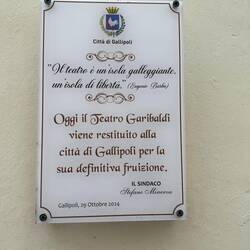 Città di Gallipoli
"Il teatro è un'isola galleggiante,
un'isola di libertà." (Eugenio Barba)
Oggi il Teatro Garibaldi
viene restituito alla
città di Gallipoli per la
sua definitiva fruizione.
IL SINDACO
Stefano Minerva
Gallipoli, 29 Ottobre 2014